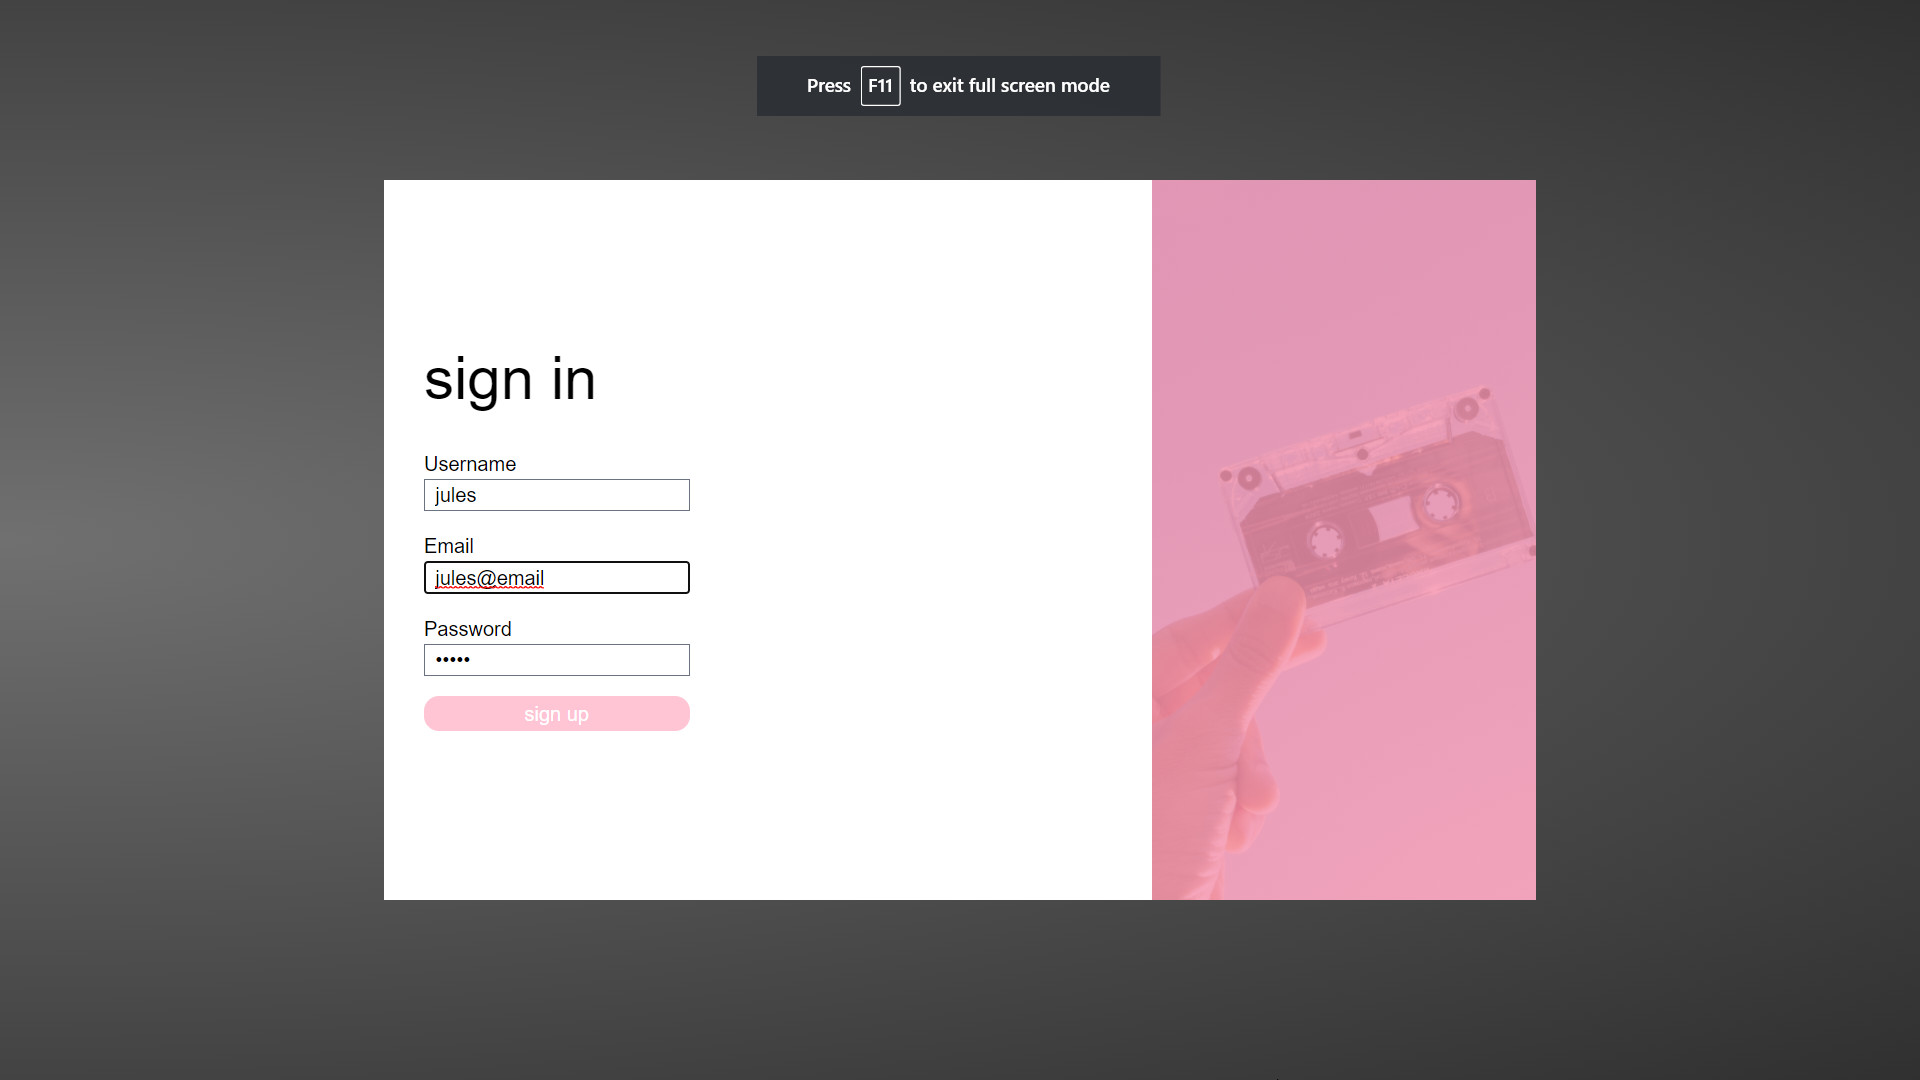 Press F11 to exit full screen mode
sign in
Username
jules
Email
jules@email
Password
•••••
sign up